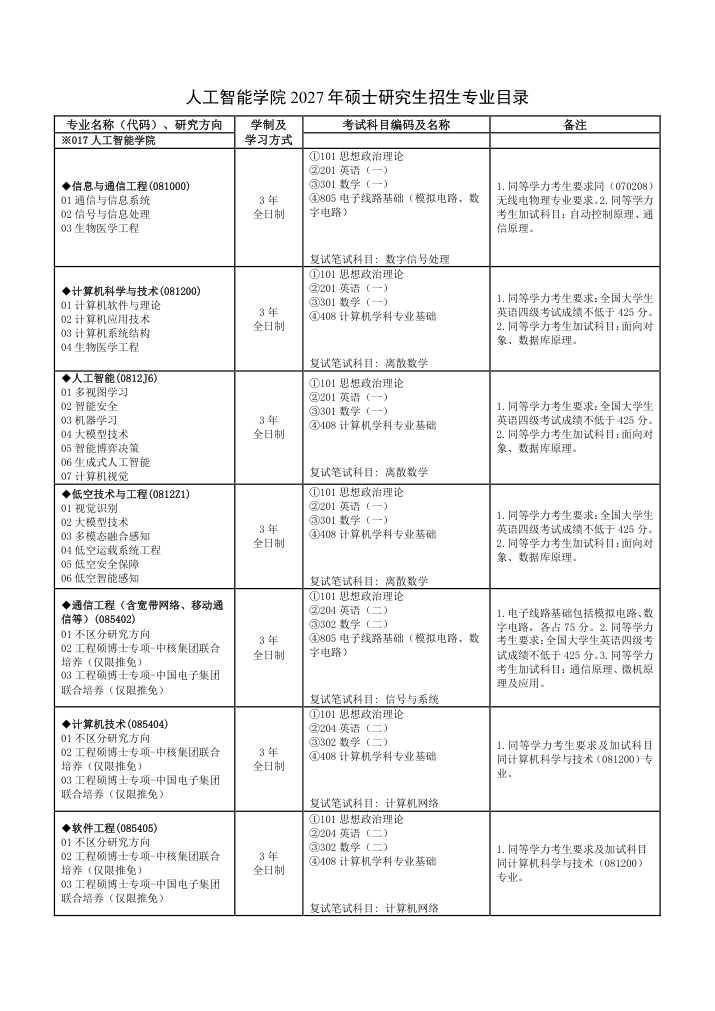 人工智能学院 2027 年硕士研究生招生专业目录
专业名称（代码）、研究方向
学制及
学习方式
考试科目编码及名称
备注
※017 人工智能学院
◆信息与通信工程(081000)
01 通信与信息系统
02 信号与信息处理
03 生物医学工程
3 年
全日制
①101 思想政治理论
②201 英语（一）
③301 数学（一）
④805 电子线路基础（模拟电路、数
字电路）
复试笔试科目: 数字信号处理
1.同等学力考生要求同（070208）
无线电物理专业要求。2.同等学力
考生加试科目：自动控制原理、通
信原理。
◆计算机科学与技术(081200)
01 计算机软件与理论
02 计算机应用技术
03 计算机系统结构
04 生物医学工程
3 年
全日制
①101 思想政治理论
②201 英语（一）
③301 数学（一）
④408 计算机学科专业基础
复试笔试科目: 离散数学
1.同等学力考生要求：全国大学生
英语四级考试成绩不低于 425 分。
2.同等学力考生加试科目：面向对
象、数据库原理。
◆人工智能(0812J6)
01 多视图学习
02 智能安全
03 机器学习
04 大模型技术
05 智能博弈决策
06 生成式人工智能
07 计算机视觉
3 年
全日制
①101 思想政治理论
②201 英语（一）
③301 数学（一）
④408 计算机学科专业基础
复试笔试科目: 离散数学
1.同等学力考生要求：全国大学生
英语四级考试成绩不低于 425 分。
2.同等学力考生加试科目：面向对
象、数据库原理。
◆低空技术与工程(0812Z1)
01 视觉识别
02 大模型技术
03 多模态融合感知
04 低空运载系统工程
05 低空安全保障
06 低空智能感知
3 年
全日制
①101 思想政治理论
②201 英语（一）
③301 数学（一）
④408 计算机学科专业基础
复试笔试科目: 离散数学
1.同等学力考生要求：全国大学生
英语四级考试成绩不低于 425 分。
2.同等学力考生加试科目：面向对
象、数据库原理。
◆通信工程（含宽带网络、移动通
信等）(085402)
01 不区分研究方向
02 工程硕博士专项-中核集团联合
培养（仅限推免）
03 工程硕博士专项-中国电子集团
联合培养（仅限推免）
3 年
全日制
①101 思想政治理论
②204 英语（二）
③302 数学（二）
④805 电子线路基础（模拟电路、数
字电路）
复试笔试科目: 信号与系统
1.电子线路基础包括模拟电路、数
字电路，各占 75 分。2.同等学力
考生要求：全国大学生英语四级考
试成绩不低于 425 分。3.同等学力
考生加试科目：通信原理、微机原
理及应用。
◆计算机技术(085404)
01 不区分研究方向
02 工程硕博士专项-中核集团联合
培养（仅限推免）
03 工程硕博士专项-中国电子集团
联合培养（仅限推免）
3 年
全日制
①101 思想政治理论
②204 英语（二）
③302 数学（二）
④408 计算机学科专业基础
复试笔试科目: 计算机网络
1.同等学力考生要求及加试科目
同计算机科学与技术（081200）专
业。
◆软件工程(085405)
01 不区分研究方向
02 工程硕博士专项-中核集团联合
培养（仅限推免）
03 工程硕博士专项-中国电子集团
联合培养（仅限推免）
3 年
全日制
①101 思想政治理论
②204 英语（二）
③302 数学（二）
④408 计算机学科专业基础
复试笔试科目: 计算机网络
1.同等学力考生要求及加试科目
同计算机科学与技术（081200）
专业。